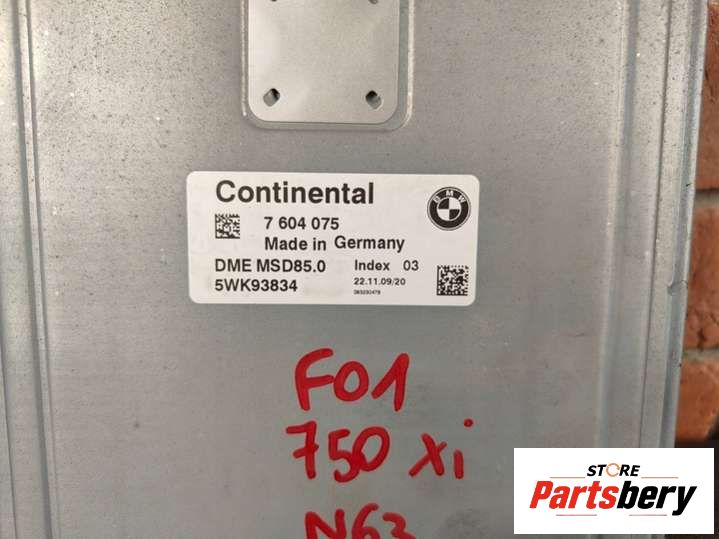 Continental
BMW
7 604 075
Made in Germany
DME MSD85.0 Index 03
5WK93834 22.11.09/20
F01
750 xi
N63
STORE
Partsbery